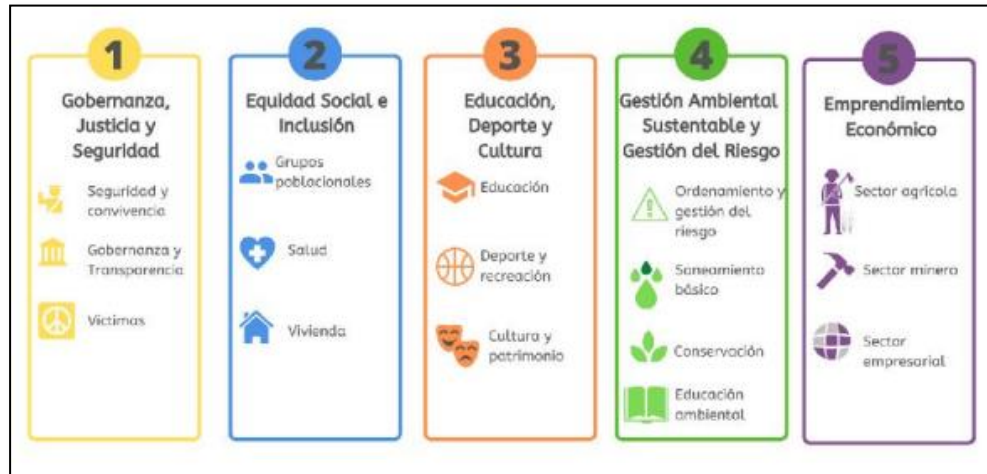 1
Gobernanza,
Justicia y
Seguridad
Seguridad y
convivencia
Gobernanza y
Transparencia
Víctimas
2
Equidad Social e
Inclusión
Grupos
poblacionales
Salud
Vivienda
3
Educación,
Deporte y
Cultura
Educación
Deporte y
recreación
Cultura y
patrimonio
4
Gestión Ambiental
Sustentable y
Gestión del Riesgo
Ordenamiento y
gestión del
riesgo
Saneamiento
básico
Conservación
Educación
ambiental
5
Emprendimiento
Económico
Sector agrícola
Sector minero
Sector
empresarial